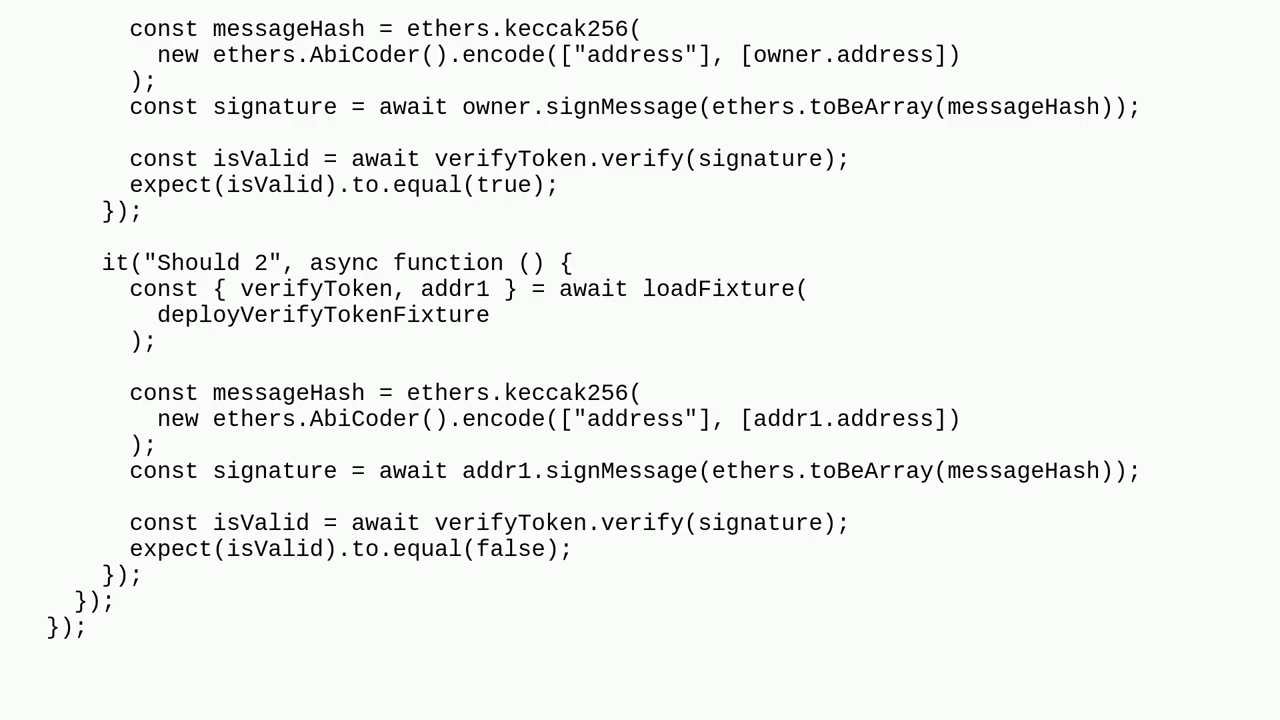 const messageHash = ethers.keccak256(
new ethers.AbiCoder().encode(["address"], [owner.address])
);
const signature = await owner.signMessage(ethers.toBeArray(messageHash));
const isValid = await verifyToken.verify(signature);
expect(isValid).to.equal(true);
});
it("Should 2", async function () {
const { verifyToken, addr1 } = await loadFixture(
deployVerifyTokenFixture
);
const messageHash = ethers.keccak256(
new ethers.AbiCoder().encode(["address"], [addr1.address])
);
const signature = await addr1.signMessage(ethers.toBeArray(messageHash));
const isValid = await verifyToken.verify(signature);
expect(isValid).to.equal(false);
});
});
});